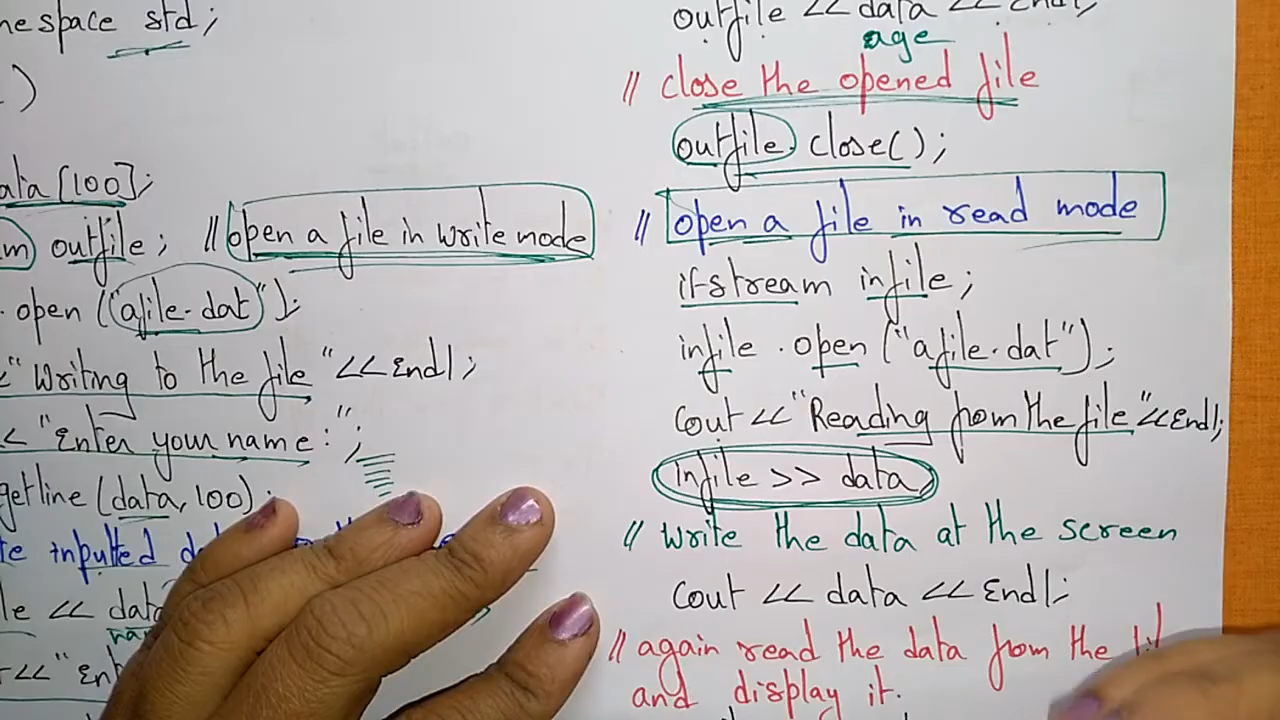 nespace std;
)
ata [100];
m outfile; // open a file in write mode
. open ("afile.dat");
< "Writing to the file" << Endl;
< "Enter your name:";
getline (data, 100);
te inputted
le << data
<< "Ent
outfile << data << Endl;
age
// close the opened file
outfile. close();
// open a file in read mode
ifstream infile;
infile . open ("afile.dat");
Cout << "Reading from the file" << Endl;
infile >> data;
// write the data at the screen
Cout << data << Endl;
// again read the data from the
and display it.